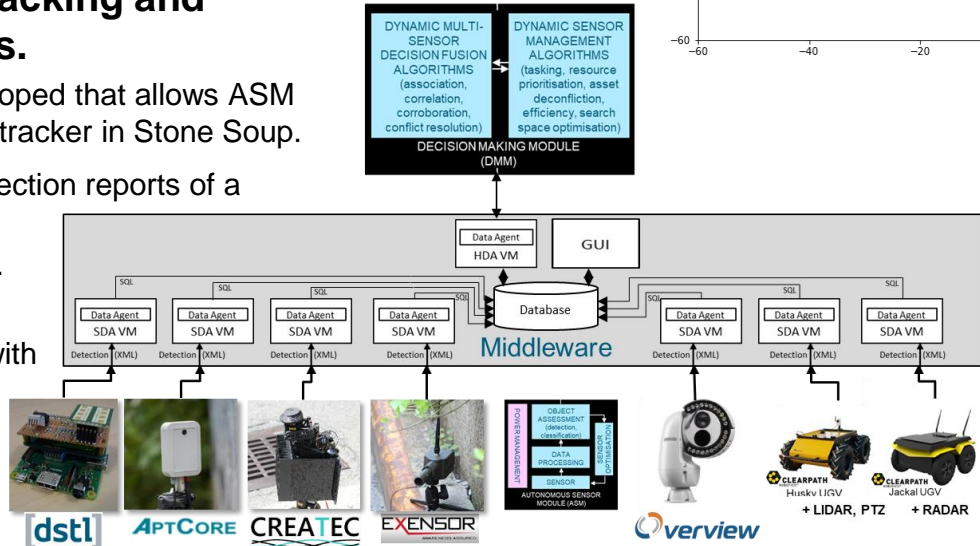 acking and
s.
oped that allows ASM
tracker in Stone Soup.
ection reports of a
.
with
DYNAMIC MULTI-
SENSOR
DECISION FUSION
ALGORITHMS
(association,
correlation,
corroboration,
conflict resolution)
DYNAMIC SENSOR
MANAGEMENT
ALGORITHMS
(tasking, resource
prioritisation, asset
deconfliction,
efficiency, search
space optimisation)
DECISION MAKING MODULE
(DMM)
−60
−60
−40
−20
Data Agent
HDA VM
GUI
SQL
SQL
SQL
SQL
Database
SQL
SQL
SQL
Data Agent
SDA VM
Data Agent
SDA VM
Data Agent
SDA VM
Data Agent
SDA VM
Middleware
Data Agent
SDA VM
Data Agent
SDA VM
Data Agent
SDA VM
Detection (XML)
Detection (XML)
Detection (XML)
Detection (XML)
Detection (XML)
Detection (XML)
Detection (XML)
POWER MANAGEMENT
OBJECT
ASSESSMENT
(detection,
classification)
DATA
PROCESSING
SENSOR
SENSOR
OPTIMISATION
AUTONOMOUS SENSOR
MODULE (ASM)
[dstl]
APTCORE
CREATEC
EXENSOR
Overview
CLEARPATH
Husky UGV
+ LIDAR, PTZ
CLEARPATH
Jackal UGV
+ RADAR